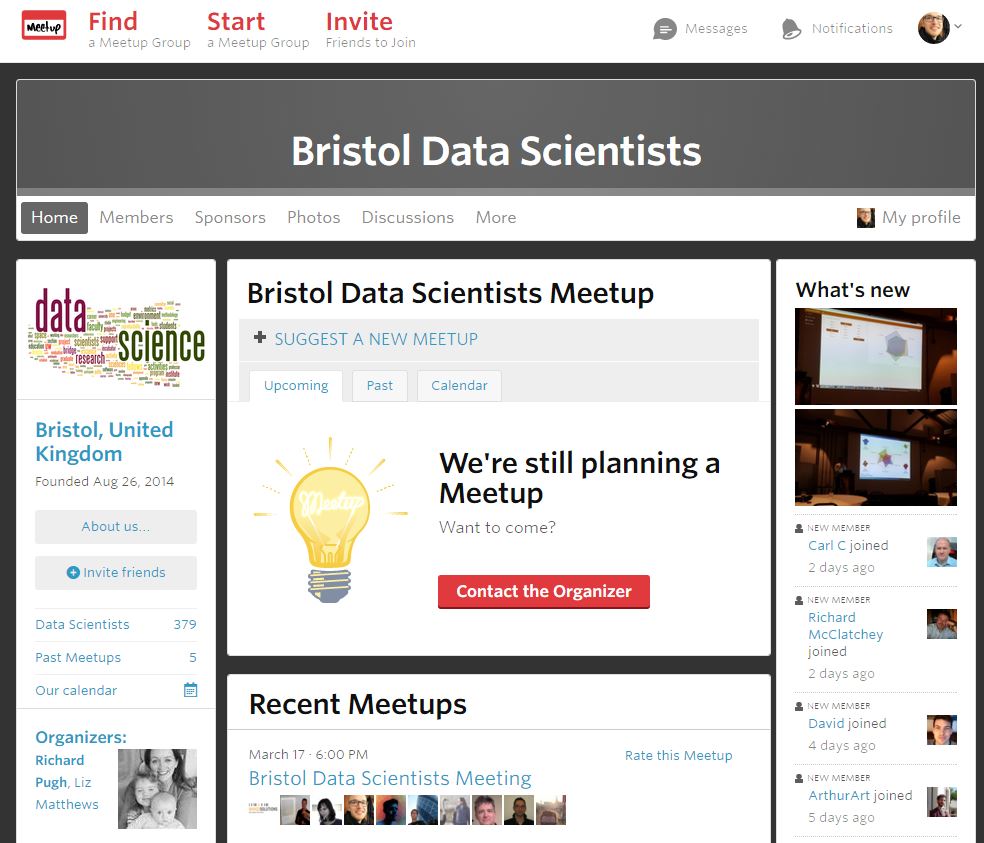 Meetup
Find
a Meetup Group
Start
a Meetup Group
Invite
Friends to Join
Messages
Notifications
Bristol Data Scientists
Home Members Sponsors Photos Discussions More
My profile
data
science
faculty
scientists
support
bridge
research
Bristol, United
Kingdom
Founded Aug 26, 2014
About us...
Invite friends
Data Scientists 379
Past Meetups 5
Our calendar
Organizers:
Richard
Pugh, Liz
Matthews
Bristol Data Scientists Meetup
SUGGEST A NEW MEETUP
Upcoming Past Calendar
Meetup
We're still planning a
Meetup
Want to come?
Contact the Organizer
Recent Meetups
March 17 · 6:00 PM
Rate this Meetup
Bristol Data Scientists Meeting
What's new
NEW MEMBER
Carl C joined
2 days ago
NEW MEMBER
Richard
McClatchey
joined
2 days ago
NEW MEMBER
David joined
4 days ago
NEW MEMBER
ArthurArt joined
5 days ago